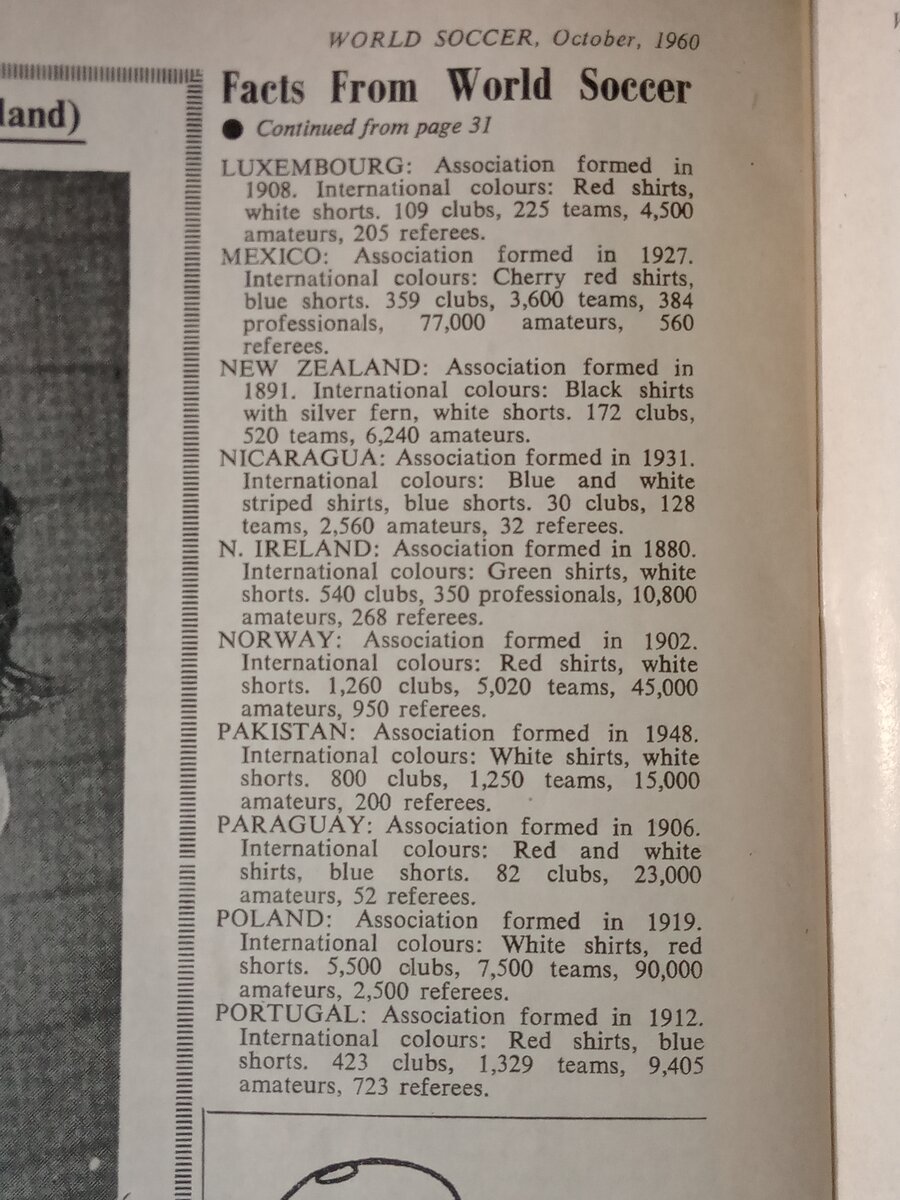 WORLD SOCCER, October, 1960
land)
Facts From World Soccer
● Continued from page 31
LUXEMBOURG: Association formed in
1908. International colours: Red shirts,
white shorts. 109 clubs, 225 teams, 4,500
amateurs, 205 referees.
MEXICO: Association formed in 1927.
International colours: Cherry red shirts,
blue shorts. 359 clubs, 3,600 teams, 384
professionals, 77,000 amateurs, 560
referees.
NEW ZEALAND: Association formed in
1891. International colours: Black shirts
with silver fern, white shorts. 172 clubs,
520 teams, 6,240 amateurs.
NICARAGUA: Association formed in 1931.
International colours: Blue and white
striped shirts, blue shorts. 30 clubs, 128
teams, 2,560 amateurs, 32 referees.
N. IRELAND: Association formed in 1880.
International colours: Green shirts, white
shorts. 540 clubs, 350 professionals, 10,800
amateurs, 268 referees.
NORWAY: Association formed in 1902.
International colours: Red shirts, white
shorts. 1,260 clubs, 5,020 teams, 45,000
amateurs, 950 referees.
PAKISTAN: Association formed in 1948.
International colours: White shirts, white
shorts. 800 clubs, 1,250 teams, 15,000
amateurs, 200 referees.
PARAGUAY: Association formed in 1906.
International colours: Red and white
shirts, blue shorts. 82 clubs, 23,000
amateurs, 52 referees.
POLAND: Association formed in 1919.
International colours: White shirts, red
shorts. 5,500 clubs, 7,500 teams, 90,000
amateurs, 2,500 referees.
PORTUGAL: Association formed in 1912.
International colours: Red shirts, blue
shorts. 423 clubs, 1,329 teams, 9,405
amateurs, 723 referees.